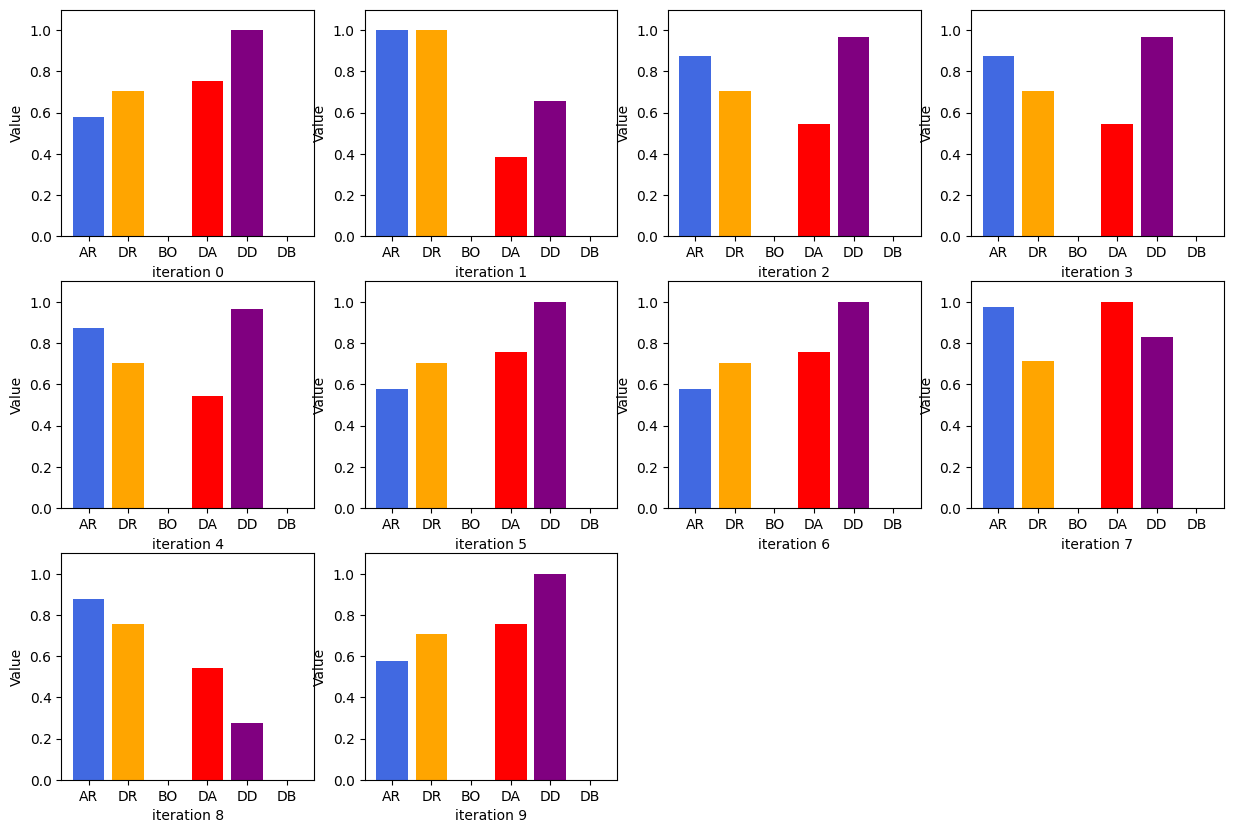 1.0
0.8
0.6
0.4
0.2
0.0
Value
AR DR BO DA DD DB
iteration 0
1.0
0.8
0.6
0.4
0.2
0.0
Value
AR DR BO DA DD DB
iteration 1
1.0
0.8
0.6
0.4
0.2
0.0
Value
AR DR BO DA DD DB
iteration 2
1.0
0.8
0.6
0.4
0.2
0.0
Value
AR DR BO DA DD DB
iteration 3
1.0
0.8
0.6
0.4
0.2
0.0
Value
AR DR BO DA DD DB
iteration 4
1.0
0.8
0.6
0.4
0.2
0.0
Value
AR DR BO DA DD DB
iteration 5
1.0
0.8
0.6
0.4
0.2
0.0
Value
AR DR BO DA DD DB
iteration 6
1.0
0.8
0.6
0.4
0.2
0.0
Value
AR DR BO DA DD DB
iteration 7
1.0
0.8
0.6
0.4
0.2
0.0
Value
AR DR BO DA DD DB
iteration 8
1.0
0.8
0.6
0.4
0.2
0.0
Value
AR DR BO DA DD DB
iteration 9